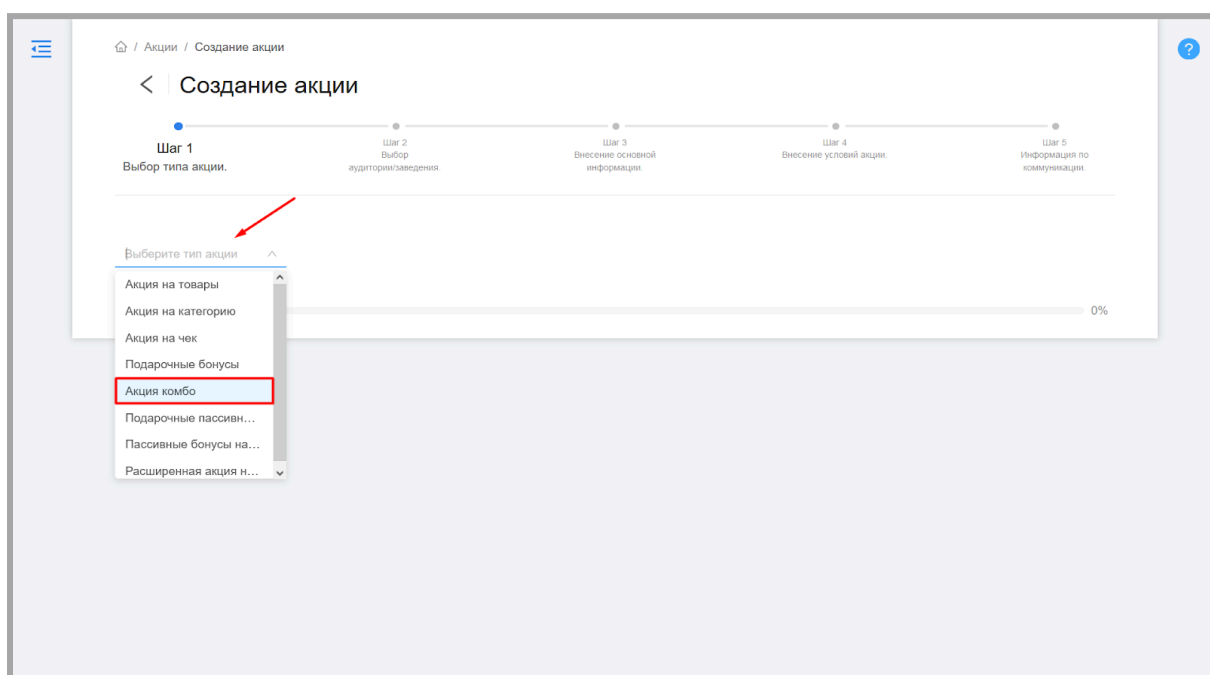 / Акции / Создание акции
?
< Создание акции
Шаг 1
Выбор типа акции.
Шаг 2
Выбор
аудитории/заведения.
Шаг 3
Внесение основной
информации.
Шаг 4
Внесение условий акции.
Шаг 5
Информация по
коммуникации.
Выберите тип акции
Акция на товары
Акция на категорию
0%
Акция на чек
Подарочные бонусы
Акция комбо
Подарочные пассивн...
Пассивные бонусы на...
Расширенная акция н...